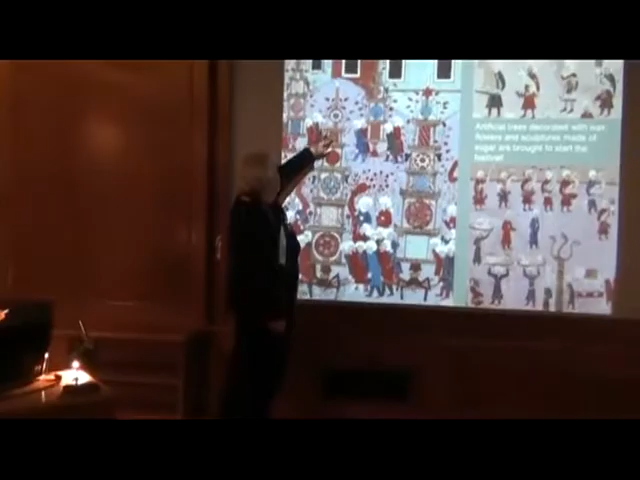 Artificial trees decorated with wax,
flowers and sculptures made of
sugar are brought to start the
festival